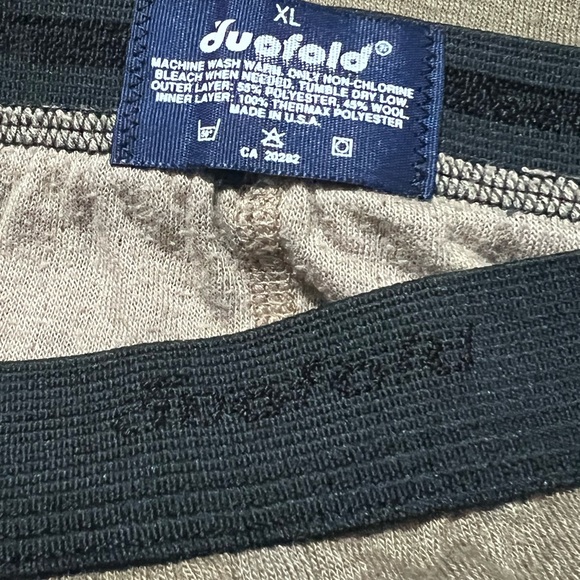 XL
duofold®
MACHINE WASH WARM, ONLY NON-CHLORINE
BLEACH WHEN NEEDED. TUMBLE DRY LOW
OUTER LAYER: 55% POLYESTER, 45% WOOL
INNER LAYER: 100% THERMAX POLYESTER
MADE IN U.S.A.
CA 20282